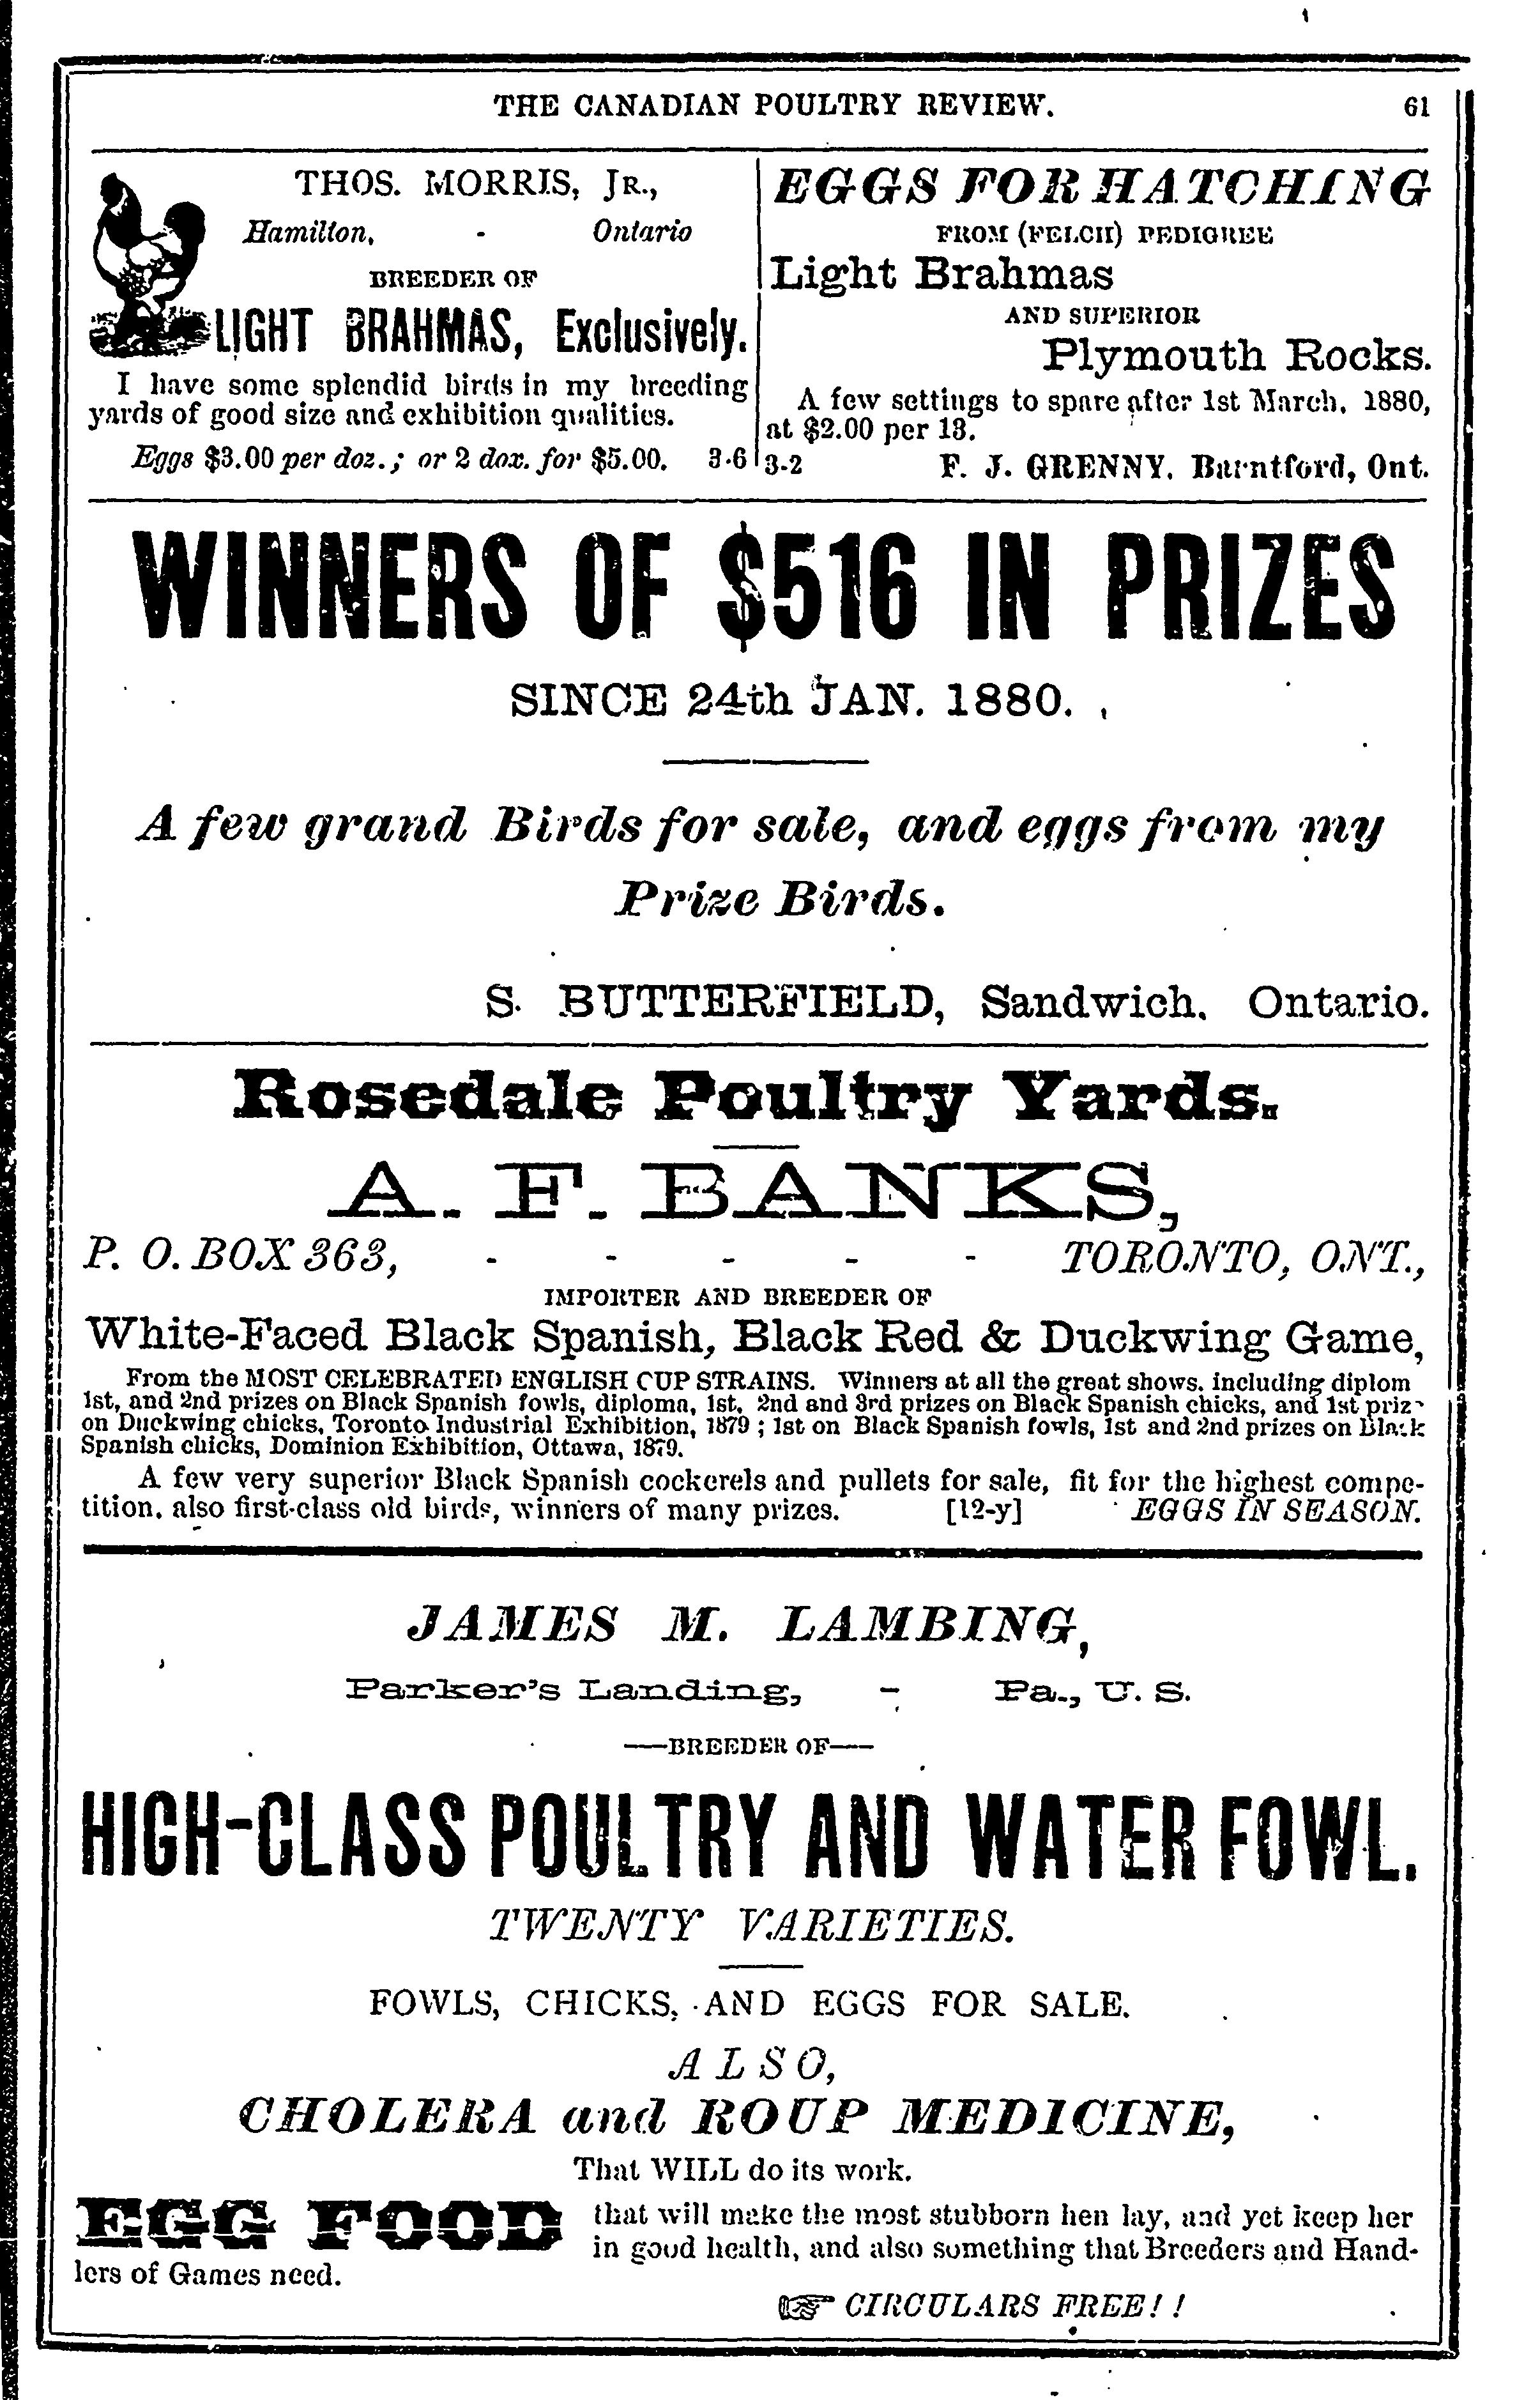 THE CANADIAN POULTRY REVIEW. 61
THOS. MORRIS, JR.,
Hamilton, - Ontario
BREEDER OF
LIGHT BRAHMAS, Exclusively.
I have some splendid birds in my breeding
yards of good size and exhibition qualities.
Eggs $3.00 per doz.; or 2 doz. for $5.00. 3-6
EGGS FOR HATCHING
FROM (FELCH) PEDIGREE
Light Brahmas
AND SUPERIOR
Plymouth Rocks.
A few settings to spare after 1st March, 1880,
at $2.00 per 13.
3-2 F. J. GRENNY, Barntford, Ont.
WINNERS OF $516 IN PRIZES
SINCE 24th JAN. 1880.
A few grand Birds for sale, and eggs from my
Prize Birds.
S. BUTTERFIELD, Sandwich, Ontario.
Rosedale Poultry Yards.
A. F. BANKS,
P. O. BOX 363, - - - - - TORONTO, ONT.,
IMPORTER AND BREEDER OF
White-Faced Black Spanish, Black Red & Duckwing Game,
From the MOST CELEBRATED ENGLISH CUP STRAINS. Winners at all the great shows, including diplom
1st, and 2nd prizes on Black Spanish fowls, diploma, 1st, 2nd and 3rd prizes on Black Spanish chicks, and 1st priz
on Duckwing chicks, Toronto Industrial Exhibition, 1879; 1st on Black Spanish fowls, 1st and 2nd prizes on Black
Spanish chicks, Dominion Exhibition, Ottawa, 1879.
A few very superior Black Spanish cockerels and pullets for sale, fit for the highest compe-
tition, also first-class old birds, winners of many prizes. [12-y] EGGS IN SEASON.
JAMES M. LAMBING,
Parker's Landing, - Pa., U. S.
—BREEDER OF—
HIGH-CLASS POULTRY AND WATER FOWL.
TWENTY VARIETIES.
FOWLS, CHICKS, AND EGGS FOR SALE.
ALSO,
CHOLERA and ROUP MEDICINE,
That WILL do its work.
EGG FOOD that will make the most stubborn hen lay, and yet keep her
in good health, and also something that Breeders and Hand-
lers of Games need.
☞ CIRCULARS FREE!!